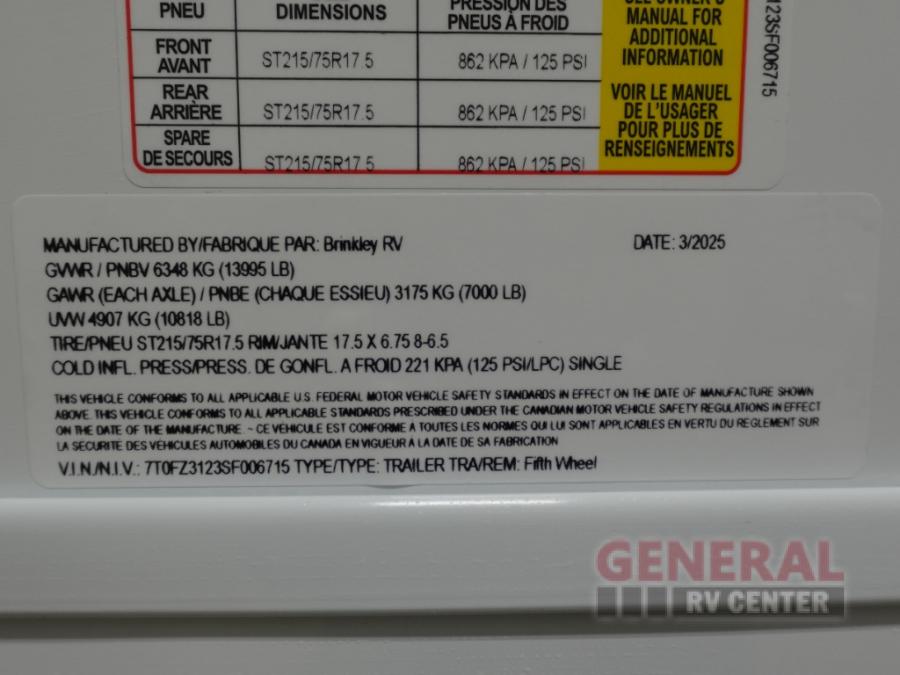 PNEU DIMENSIONS PRESSION DES
PNEUS À FROID
SEE OWNER'S
MANUAL FOR
ADDITIONAL
INFORMATION
FRONT
AVANT
ST215/75R17.5 862 KPA / 125 PSI
REAR
ARRIÈRE
ST215/75R17.5 862 KPA / 125 PSI
SPARE
DE SECOURS
ST215/75R17.5 862 KPA / 125 PSI
VOIR LE MANUEL
DE L'USAGER
POUR PLUS DE
RENSEIGNEMENTS
123SF006715
MANUFACTURED BY/FABRIQUE PAR: Brinkley RV DATE: 3/2025
GVWR / PNBV 6348 KG (13995 LB)
GAWR (EACH AXLE) / PNBE (CHAQUE ESSIEU) 3175 KG (7000 LB)
UVW 4907 KG (10818 LB)
TIRE/PNEU ST215/75R17.5 RIM/JANTE 17.5 X 6.75 8-6.5
COLD INFL. PRESS/PRESS. DE GONFL. A FROID 221 KPA (125 PSI/LPC) SINGLE
THIS VEHICLE CONFORMS TO ALL APPLICABLE U.S. FEDERAL MOTOR VEHICLE SAFETY STANDARDS IN EFFECT ON THE DATE OF MANUFACTURE SHOWN
ABOVE. THIS VEHICLE CONFORMS TO ALL APPLICABLE STANDARDS PRESCRIBED UNDER THE CANADIAN MOTOR VEHICLE SAFETY REGULATIONS IN EFFECT
ON THE DATE OF THE MANUFACTURE. ~ CE VEHICULE EST CONFORME A TOUTES LES NORMES QUI LUI SONT APPLICABLES EN VERTU DU REGLEMENT SUR
LA SECURITE DES VEHICULES AUTOMOBILES DU CANADA EN VIGUEUR A LA DATE DE SA FABRICATION
V.I.N./N.I.V.: 7T0FZ3123SF006715 TYPE/TYPE: TRAILER TRA/REM: Fifth Wheel
GENERAL
RV CENTER